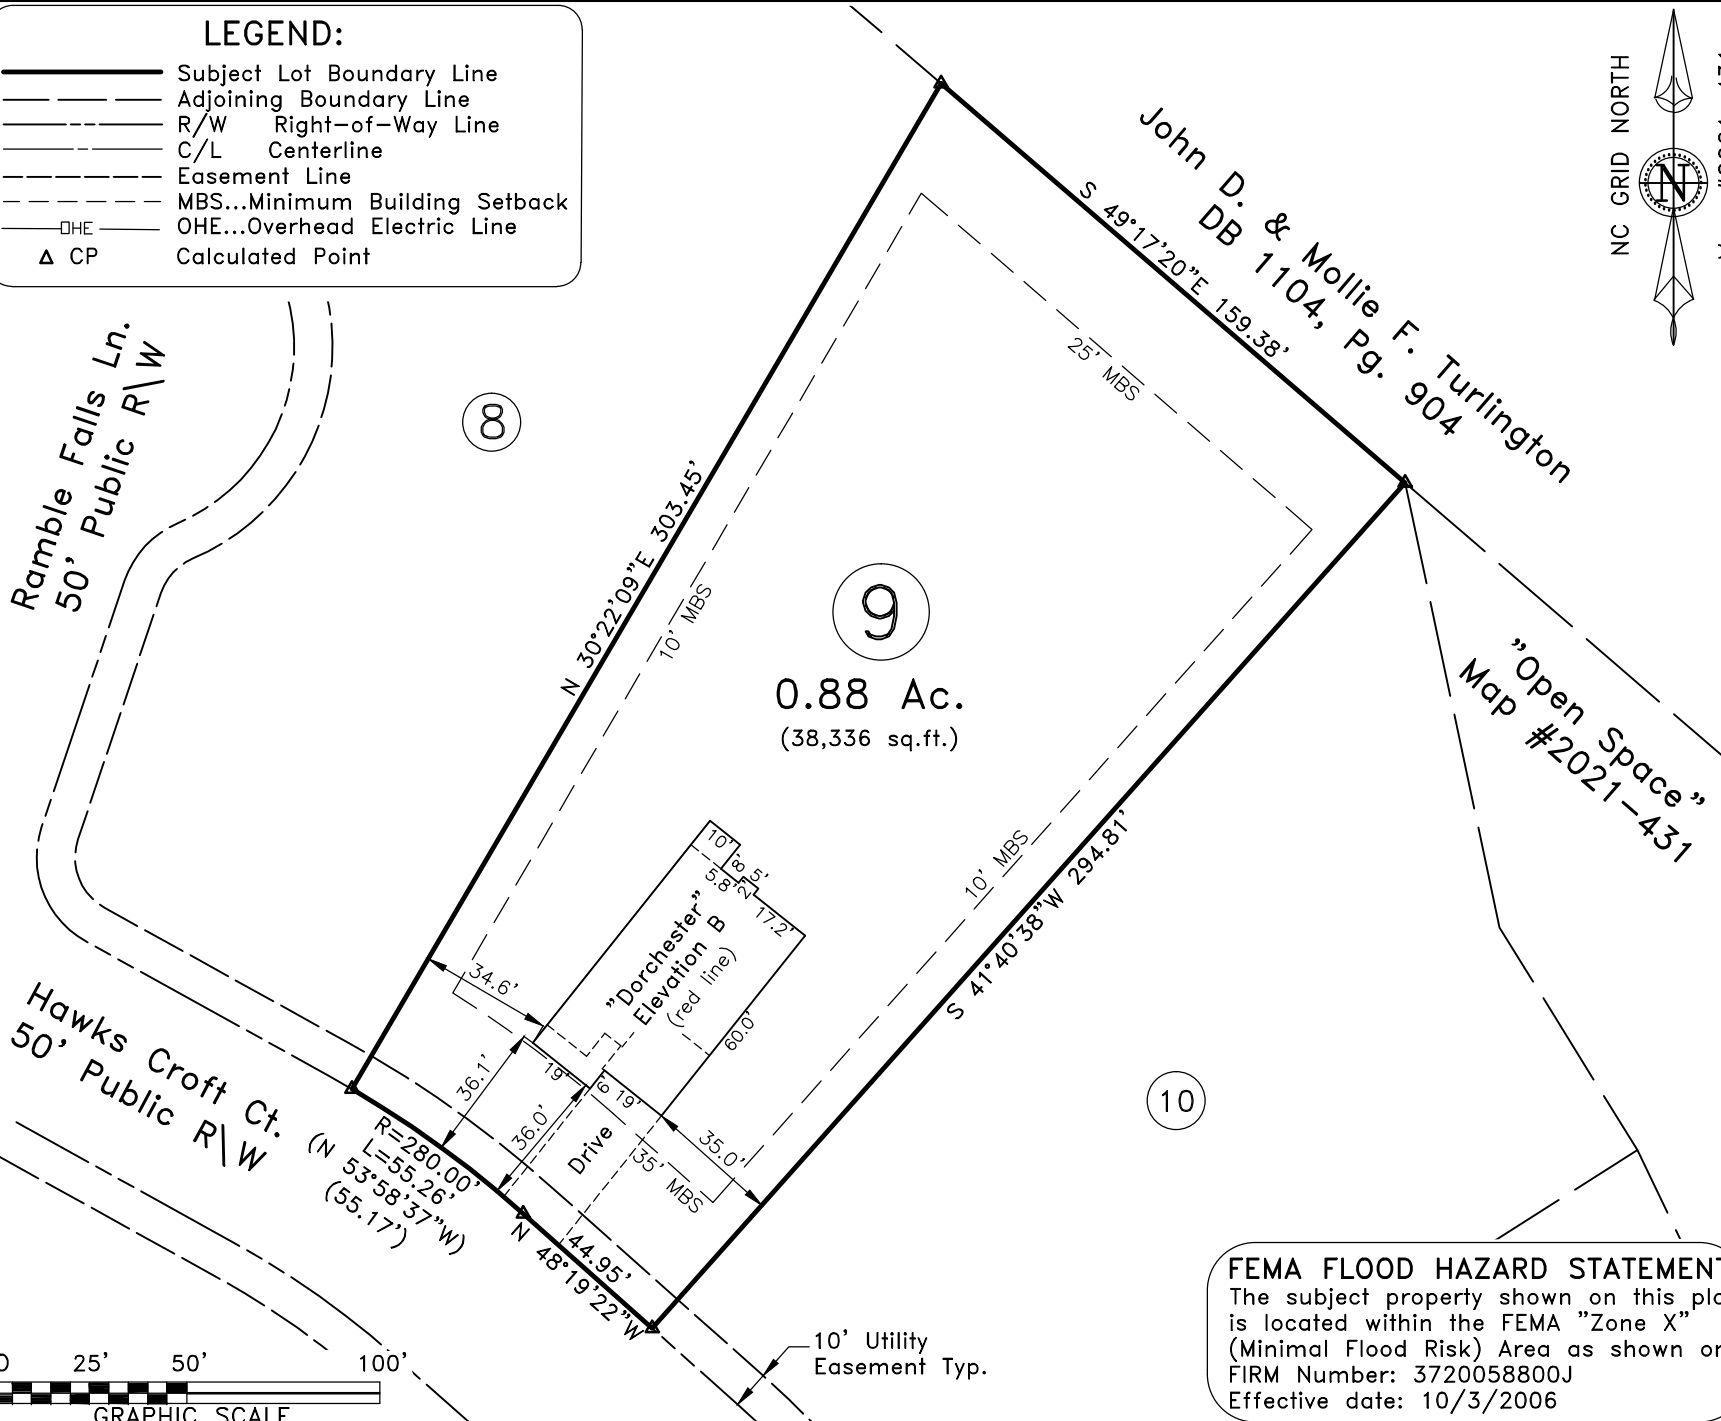 LEGEND:
Subject Lot Boundary Line
Adjoining Boundary Line
R/W Right-of-Way Line
C/L Centerline
Easement Line
MBS...Minimum Building Setback
OHE OHE...Overhead Electric Line
CP Calculated Point
NC GRID NORTH
N
John D. & Mollie F. Turlington
DB 1104, Pg. 904
S 49°17'20"E 159.38'
25' MBS
Ramble Falls Ln.
50' Public R\W
8
N 30°22'09"E 303.45'
10' MBS
9
0.88 Ac.
(38,336 sq.ft.)
"Open Space"
Map #2021-431
10' MBS
S 41°40'38"W 294.81'
10'
8'
5'
5.8'
2'
17.2'
"Dorchester"
Elevation B
(red line)
60.0'
34.6'
36.1'
19'
6'
19'
36.0'
Drive
35.0'
35' MBS
10
Hawks Croft Ct.
50' Public R\W
R=280.00'
L=55.26'
(N 53°58'37"W)
(55.17')
44.95'
N 48°19'22"W
10' Utility
Easement Typ.
FEMA FLOOD HAZARD STATEMENT
The subject property shown on this
is located within the FEMA "Zone X"
(Minimal Flood Risk) Area as shown on
FIRM Number: 3720058800J
Effective date: 10/3/2006
0 25' 50' 100'
GRAPHIC SCALE